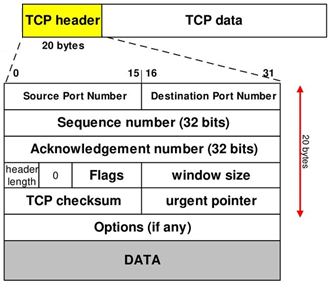 TCP header TCP data
20 bytes
0 15 16 31
Source Port Number Destination Port Number
Sequence number (32 bits)
Acknowledgement number (32 bits)
header
length 0 Flags window size
TCP checksum urgent pointer
Options (if any)
DATA
20 bytes